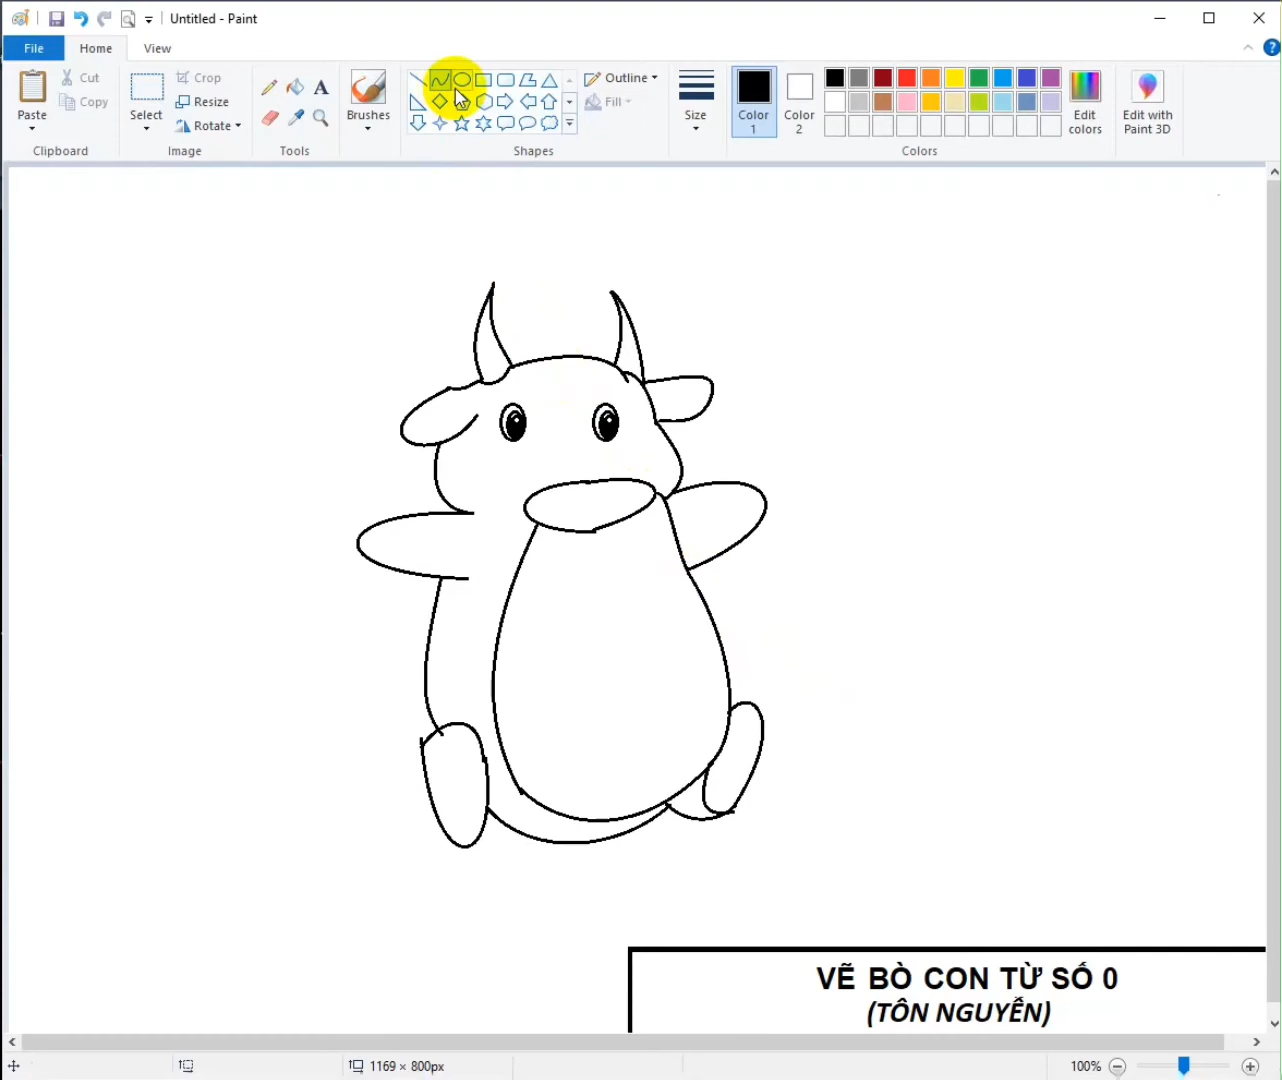 Untitled - Paint
File
Home
View
Paste
Cut
Copy
Clipboard
Select
Crop
Resize
Rotate
Image
A
Tools
Brushes
Shapes
Outline
Fill
Size
Color 1
Color 2
Edit colors
Edit with Paint 3D
Colors
VẼ BÒ CON TỪ SỐ 0
(TÔN NGUYỄN)
1169 × 800px
100%